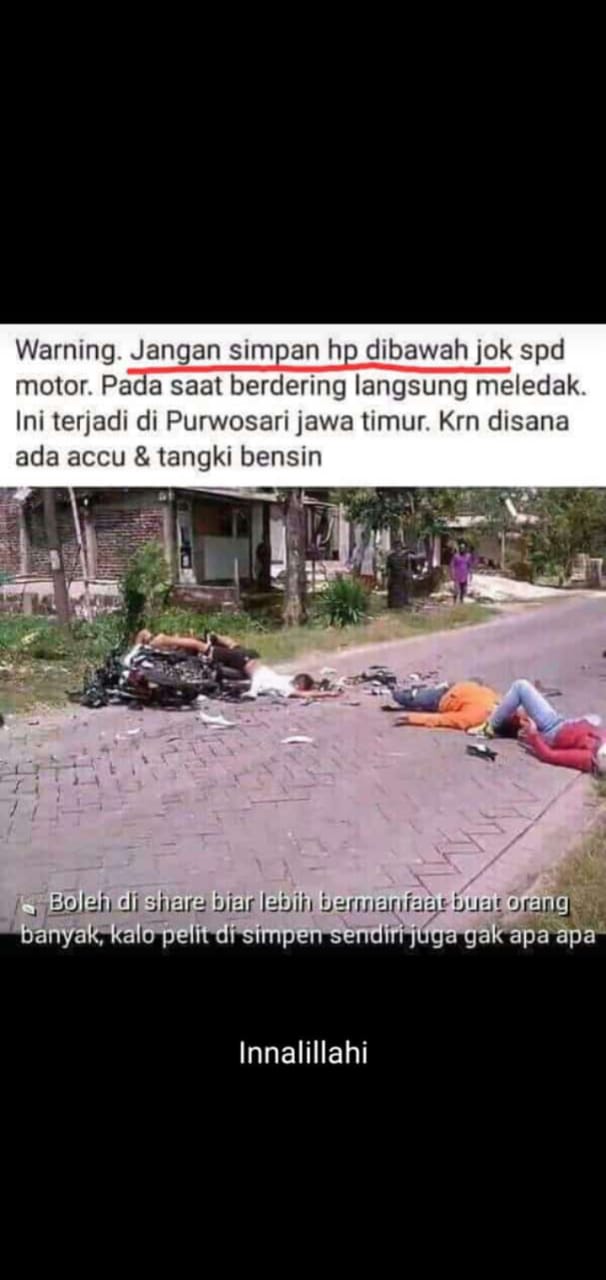 Warning. Jangan simpan hp dibawah jok spd
motor. Pada saat berdering langsung meledak.
Ini terjadi di Purwosari jawa timur. Krn disana
ada accu & tangki bensin
Boleh di share biar lebih bermanfaat buat orang
banyak, kalo pelit di simpen sendiri juga gak apa apa
Innalillahi